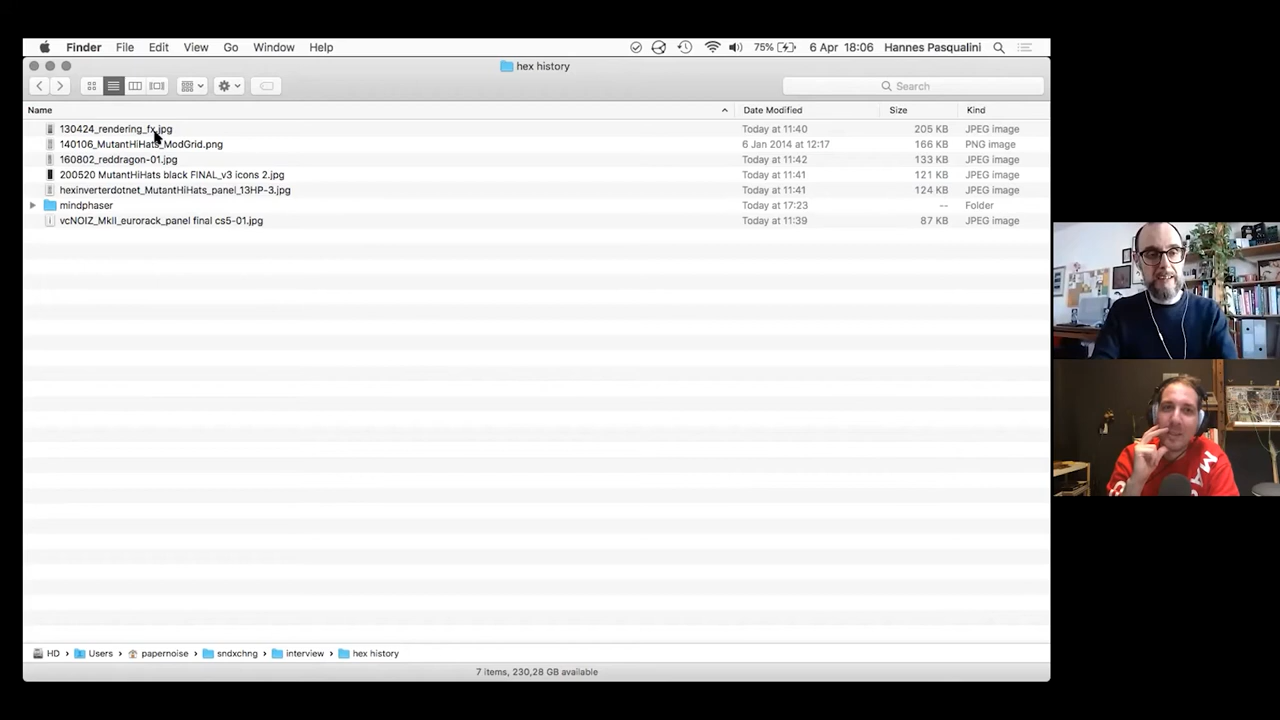 Finder File Edit View Go Window Help 75% 6 Apr 18:06 Hannes Pasqualini
hex history
Search
Name Date Modified Size Kind
130424_rendering_fx.jpg Today at 11:40 205 KB JPEG image
140106_MutantHiHats_ModGrid.png 6 Jan 2014 at 12:17 166 KB PNG image
160802_reddragon-01.jpg Today at 11:42 133 KB JPEG image
200520 MutantHiHats black FINAL_v3 icons 2.jpg Today at 11:41 121 KB JPEG image
hexinverterdotnet_MutantHiHats_panel_13HP-3.jpg Today at 11:41 124 KB JPEG image
mindphaser Today at 17:23 -- Folder
vcNOIZ_MkII_eurorack_panel final cs5-01.jpg Today at 11:39 87 KB JPEG image
HD › Users › papernoise › sndxchng › interview › hex history
7 items, 230,28 GB available